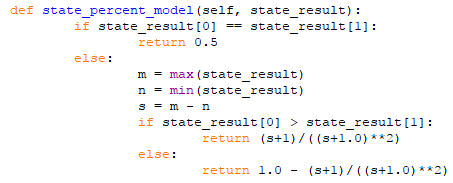 def state_percent_model(self, state_result):
        if state_result[0] == state_result[1]:
                return 0.5
        else:
                m = max(state_result)
                n = min(state_result)
                s = m - n
                if state_result[0] > state_result[1]:
                        return (s+1)/((s+1.0)**2)
                else:
                        return 1.0 - (s+1)/((s+1.0)**2)